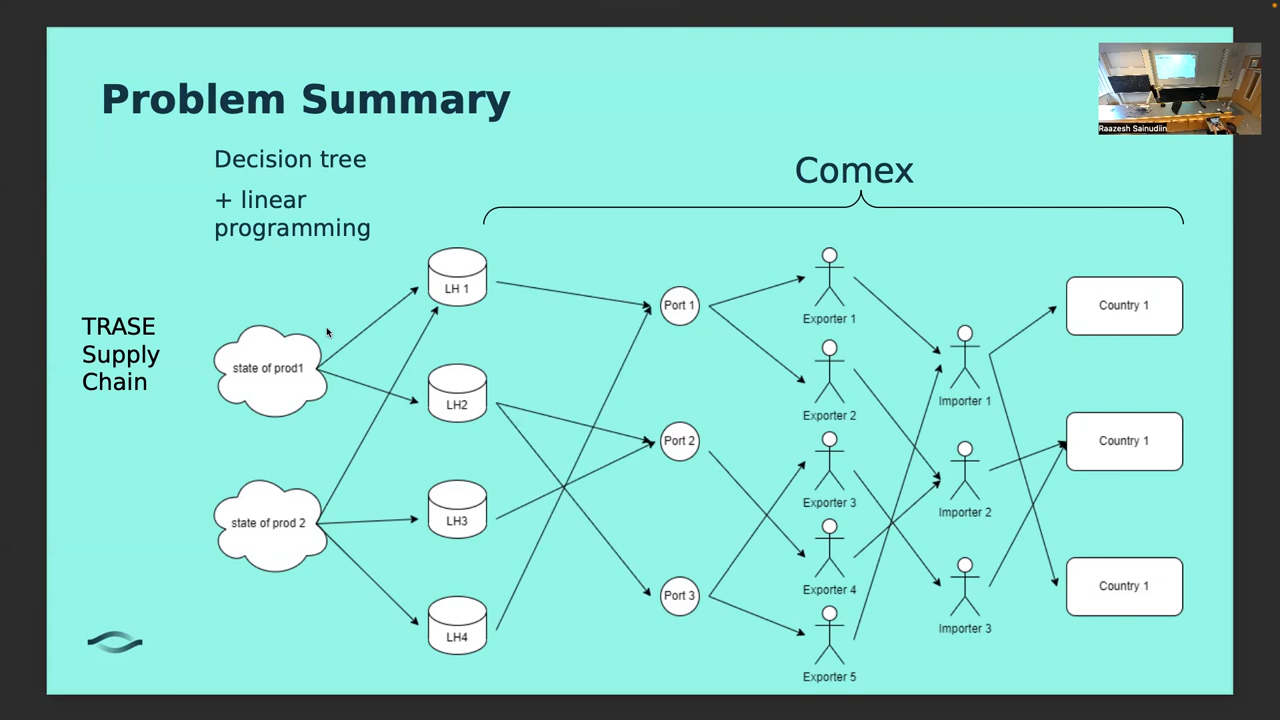 Problem Summary
Decision tree
+ linear
programming
Comex
TRASE
Supply
Chain
state of prod1
state of prod 2
LH 1
LH2
LH3
LH4
Port 1
Port 2
Port 3
Exporter 1
Exporter 2
Exporter 3
Exporter 4
Exporter 5
Importer 1
Importer 2
Importer 3
Country 1
Country 1
Country 1
Raazesh Sainudiin